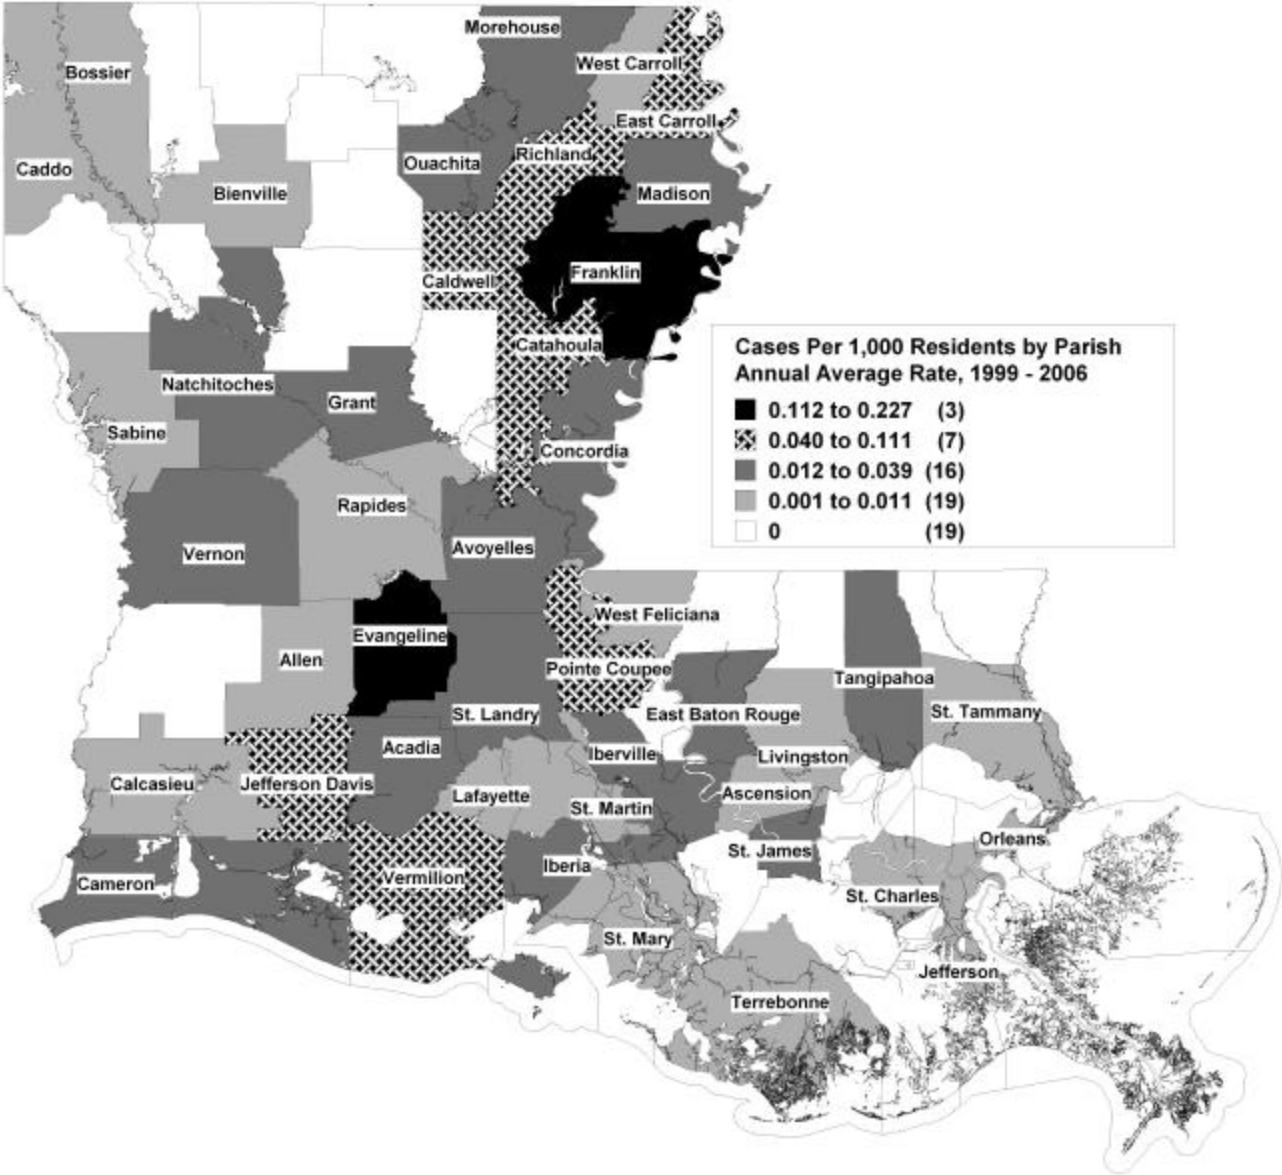 Morehouse
West Carroll
Bossier
East Carroll
Richland
Ouachita
Caddo
Bienville
Madison
Franklin
Caldwell
Catahoula
Natchitoches
Grant
Sabine
Concordia
Rapides
Avoyelles
Vernon
Cases Per 1,000 Residents by Parish
Annual Average Rate, 1999 - 2006
0.112 to 0.227 (3)
0.040 to 0.111 (7)
0.012 to 0.039 (16)
0.001 to 0.011 (19)
0 (19)
West Feliciana
Evangeline
Allen
Pointe Coupee
Tangipahoa
St. Landry
East Baton Rouge
St. Tammany
Acadia
Iberville
Livingston
Calcasieu
Jefferson Davis
Lafayette
Ascension
St. Martin
Orleans
St. James
Iberia
Vermilion
Cameron
St. Charles
St. Mary
Jefferson
Terrebonne